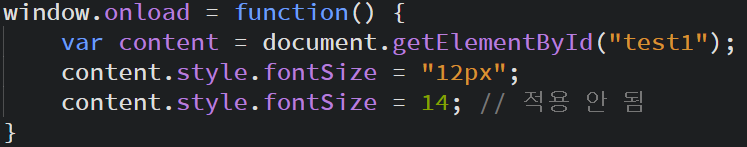 window.onload = function() {
    var content = document.getElementById("test1");
    content.style.fontSize = "12px";
    content.style.fontSize = 14; // 적용 안 됨
}